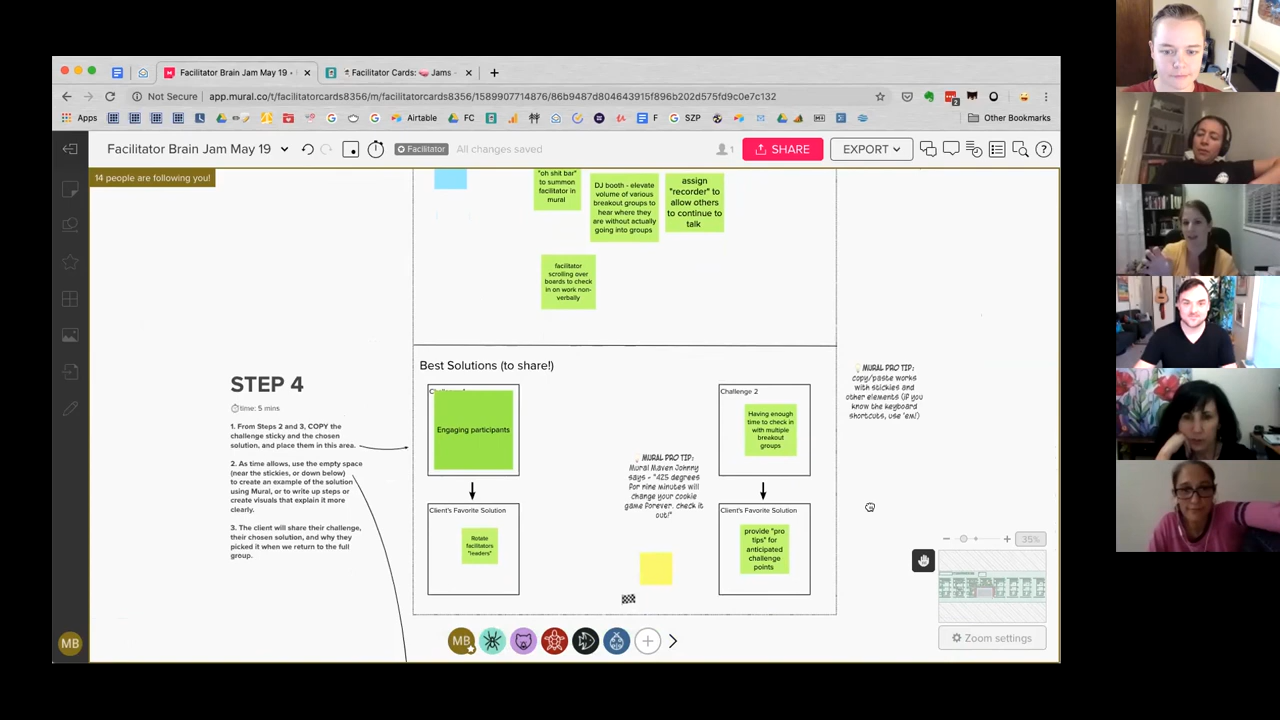 Facilitator Brain Jam May 19 •
Facilitator Cards: Jams -
Not Secure
app.mural.co/t/facilitatorcards8356/m/facilitatorcards8356/1589907714876/86b9487d804643915f896b202d575fd9c0e7c132
Apps
Airtable
FC
F
SZP
Other Bookmarks
Facilitator Brain Jam May 19
Facilitator
All changes saved
1
SHARE
EXPORT
14 people are following you!
"oh shit bar"
to summon
facilitator in
mural
DJ booth - elevate
volume of various
breakout groups to
hear where they
are without actually
going into groups
assign
"recorder" to
allow others
to continue to
talk
facilitator
scrolling over
boards to check
in on work non-
verbally
STEP 4
time: 5 mins
1. From Steps 2 and 3, COPY the
challenge sticky and the chosen
solution, and place them in this area.
2. As time allows, use the empty space
(near the stickies, or down below)
to create an example of the solution
using Mural, or to write up steps or
create visuals that explain it more
clearly.
3. The client will share their challenge,
their chosen solution, and why they
picked it when we return to the full
group.
Best Solutions (to share!)
Engaging participants
Client's Favorite Solution
Rotate
facilitators
"leaders"
MURAL PRO TIP:
Mural Maven Johnny
says - "425 degrees
for nine minutes will
change your cookie
game forever. check it
out!"
Challenge 2
Having enough
time to check in
with multiple
breakout
groups
Client's Favorite Solution
provide "pro
tips" for
anticipated
challenge
points
MURAL PRO TIP:
copy/paste works
with stickies and
other elements (if you
know the keyboard
shortcuts, use 'em!)
35%
Zoom settings
MB
MB